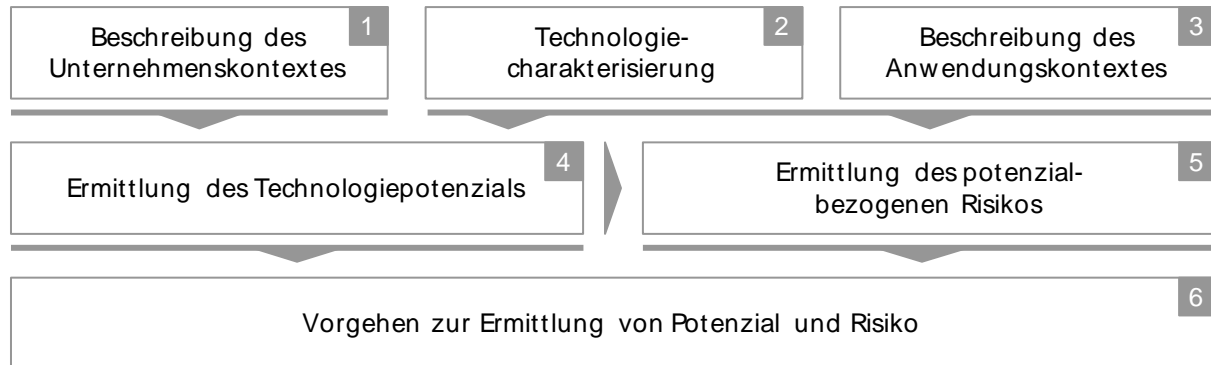 1
Beschreibung des
Unternehmenskontextes
2
Technologie-
charakterisierung
3
Beschreibung des
Anwendungskontextes
4
Ermittlung des Technologiepotenzials
5
Ermittlung des potenzial-
bezogenen Risikos
6
Vorgehen zur Ermittlung von Potenzial und Risiko